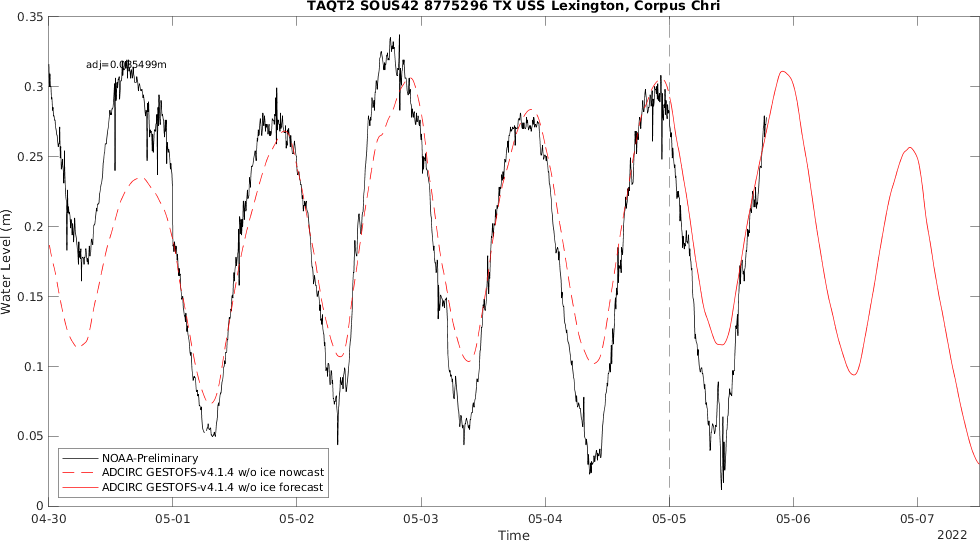 TAQT2 SOUS42 8775296 TX USS Lexington, Corpus Chri
adj=0.085499m
Water Level (m)
0.35
0.3
0.25
0.2
0.15
0.1
0.05
0
NOAA-Preliminary
ADCIRC GESTOFS-v4.1.4 w/o ice nowcast
ADCIRC GESTOFS-v4.1.4 w/o ice forecast
04-30 05-01 05-02 05-03 05-04 05-05 05-06 05-07
Time
2022